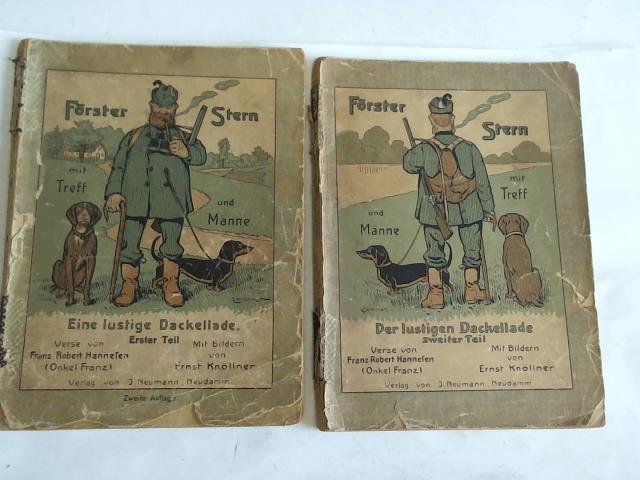 Förster
Stern
mit
Treff
und
Männe
Eine lustige Dackellade.
Erster Teil
Verse von
Franz Robert Hannesen
(Onkel Franz)
Mit Bildern
von
Ernst Knöllner
Verlag von J. Neumann, Neudamm
Zweite Auflage
Förster
Stern
mit
Treff
und
Männe
Der lustigen Dackellade
zweiter Teil
Verse von
Franz Robert Hannesen
(Onkel Franz)
Mit Bildern
von
Ernst Knöllner
Verlag von J. Neumann, Neudamm